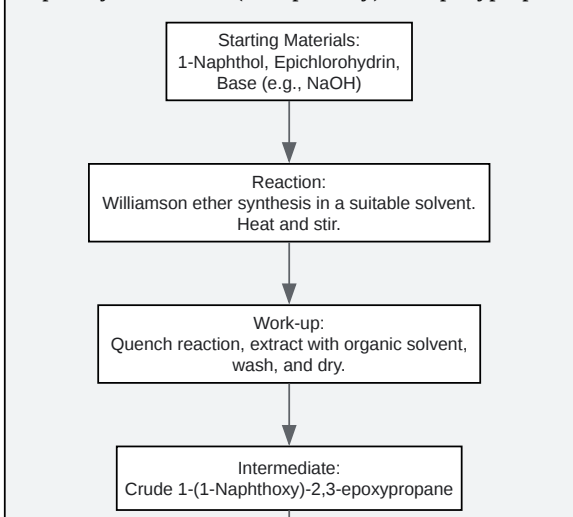 Starting Materials:
1-Naphthol, Epichlorohydrin,
Base (e.g., NaOH)
Reaction:
Williamson ether synthesis in a suitable solvent.
Heat and stir.
Work-up:
Quench reaction, extract with organic solvent,
wash, and dry.
Intermediate:
Crude 1-(1-Naphthoxy)-2,3-epoxypropane